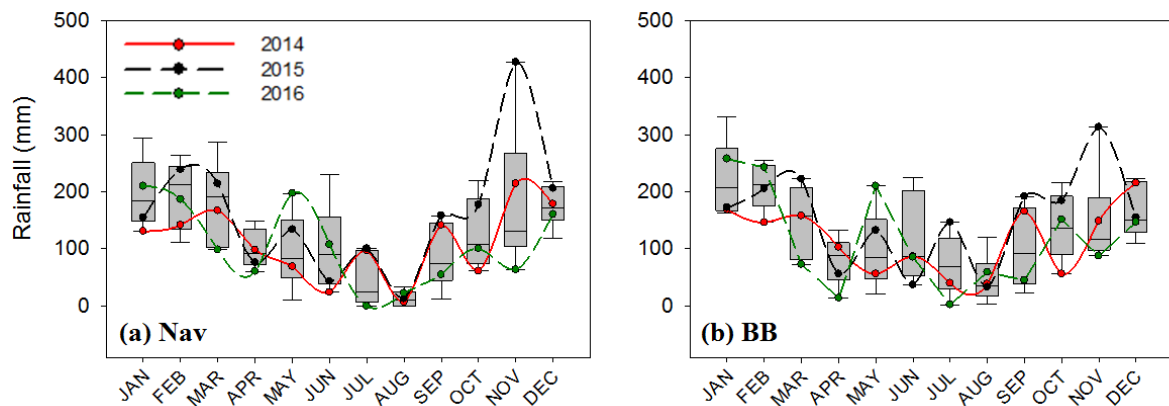 500
400
300
200
100
0
Rainfall (mm)
2014
2015
2016
(a) Nav
JAN
FEB
MAR
APR
MAY
JUN
JUL
AUG
SEP
OCT
NOV
DEC
500
400
300
200
100
0
(b) BB
JAN
FEB
MAR
APR
MAY
JUN
JUL
AUG
SEP
OCT
NOV
DEC